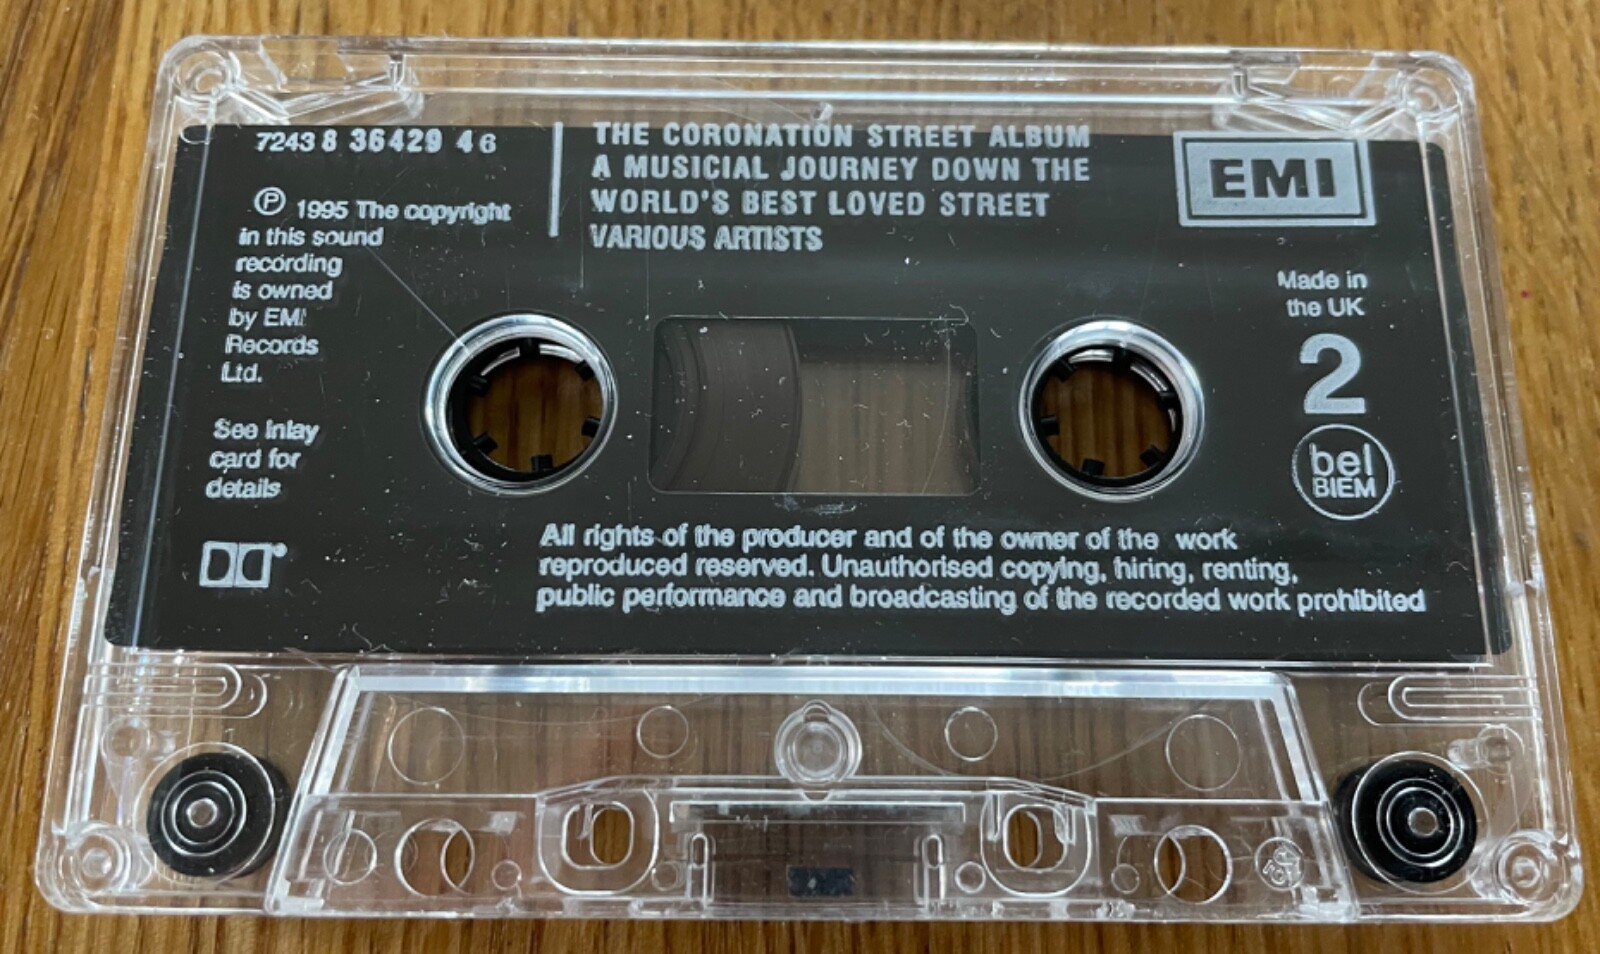 7243 8 36429 4 6
℗ 1995 The copyright
in this sound
recording
is owned
by EMI
Records
Ltd.
See inlay
card for
details
THE CORONATION STREET ALBUM
A MUSICIAL JOURNEY DOWN THE
WORLD'S BEST LOVED STREET
VARIOUS ARTISTS
EMI
Made in
the UK
2
bel
BIEM
All rights of the producer and of the owner of the work
reproduced reserved. Unauthorised copying, hiring, renting,
public performance and broadcasting of the recorded work prohibited